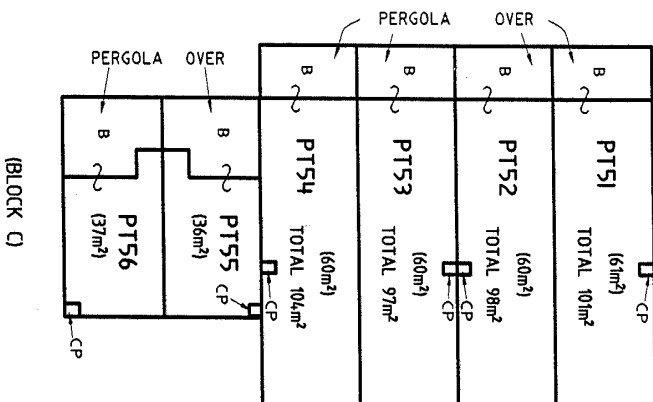 PERGOLA OVER
PERGOLA OVER
B
B
B
B
B
B
PT54
(60m²)
TOTAL 104m²
CP
PT53
(60m²)
TOTAL 97m²
CP
PT52
(60m²)
TOTAL 98m²
CP
PT51
(61m²)
TOTAL 101m²
CP
PT56
(37m²)
CP
PT55
(36m²)
CP
(BLOCK C)